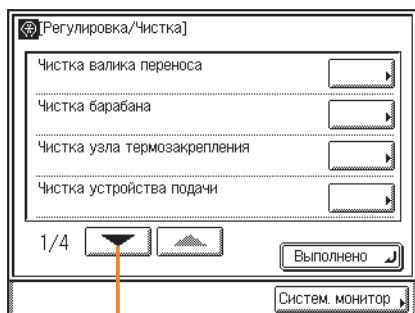 [Регулировка/Чистка]
Чистка валика переноса
Чистка барабана
Чистка узла термозакрепления
Чистка устройства подачи
1/4
Выполнено
Систем. монитор